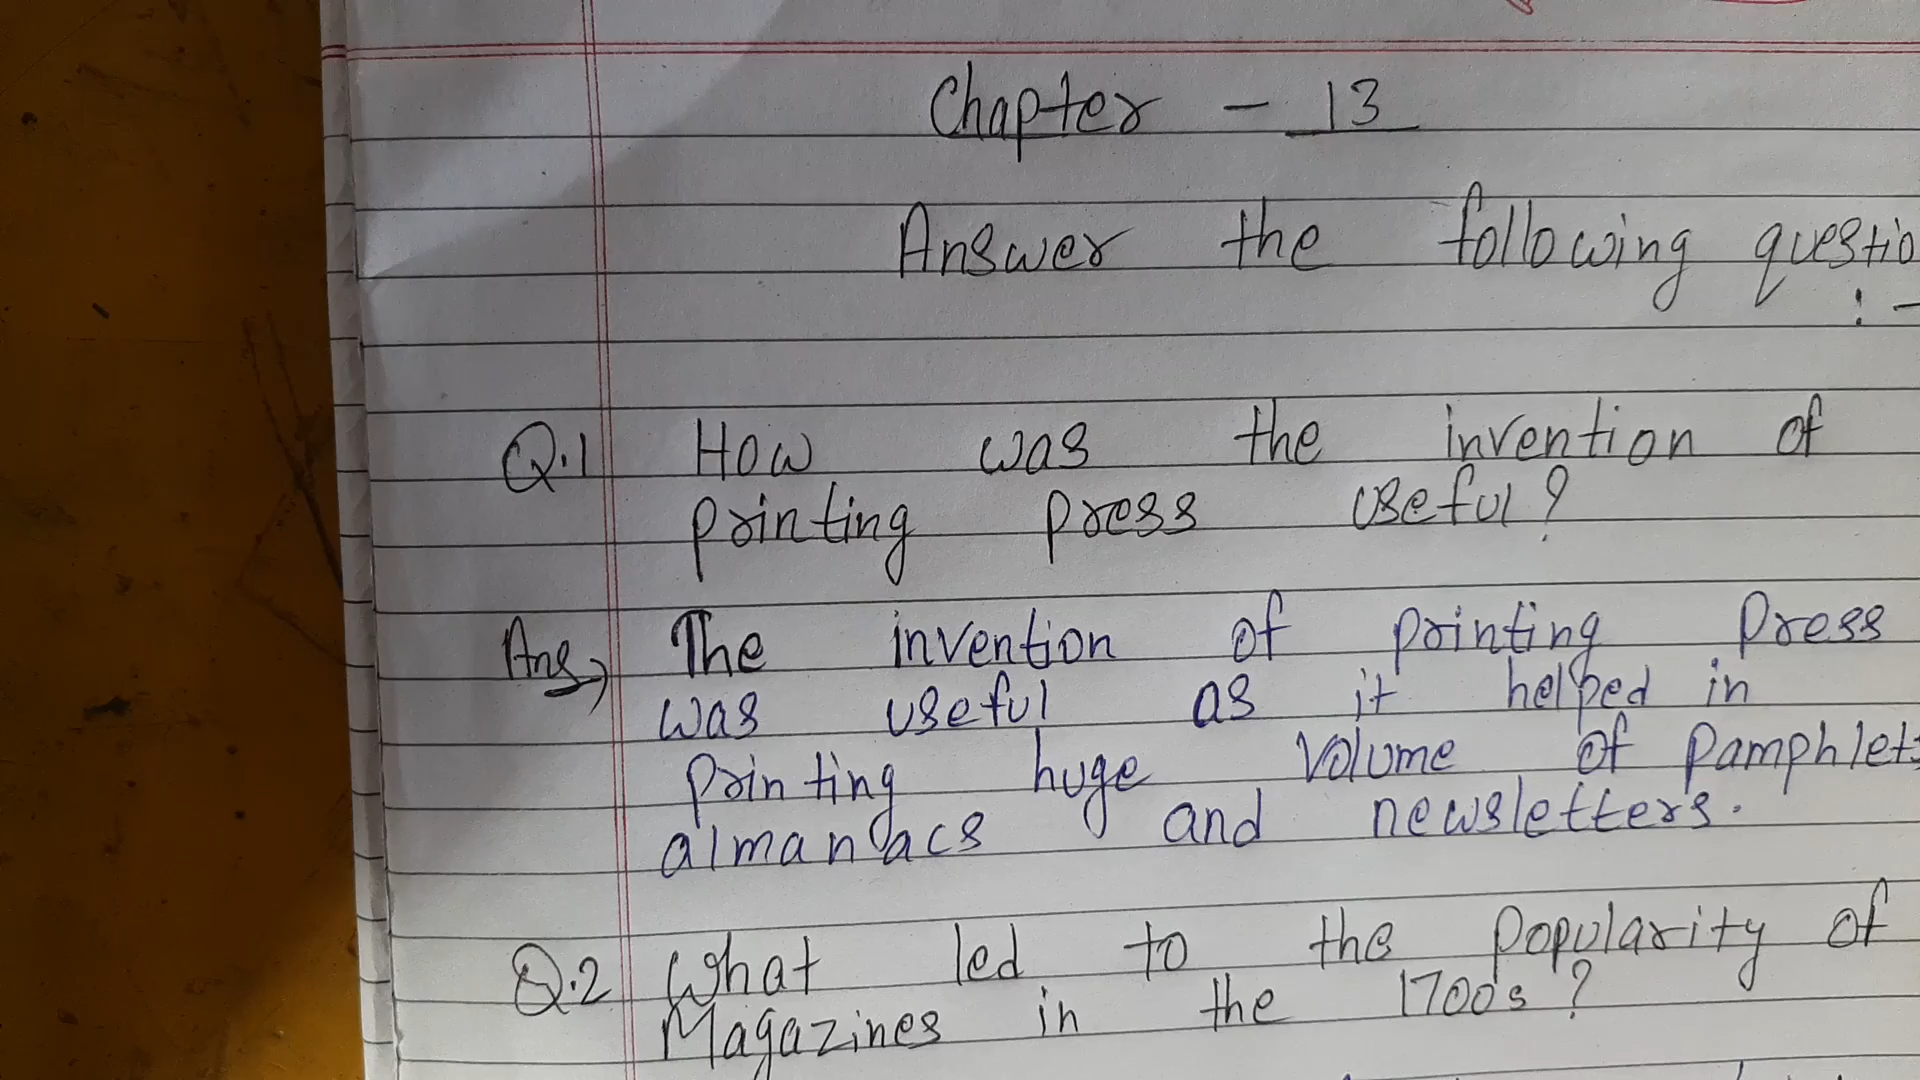 Chapter - 13
Answer the following questio
: -
Q.1 How was the invention of
printing press useful?
Ans, The invention of printing Press
was useful as it helped in
printing huge volume of pamphlets
almanacs and newsletters.
Q.2 What led to the popularity of
Magazines in the 1700s?